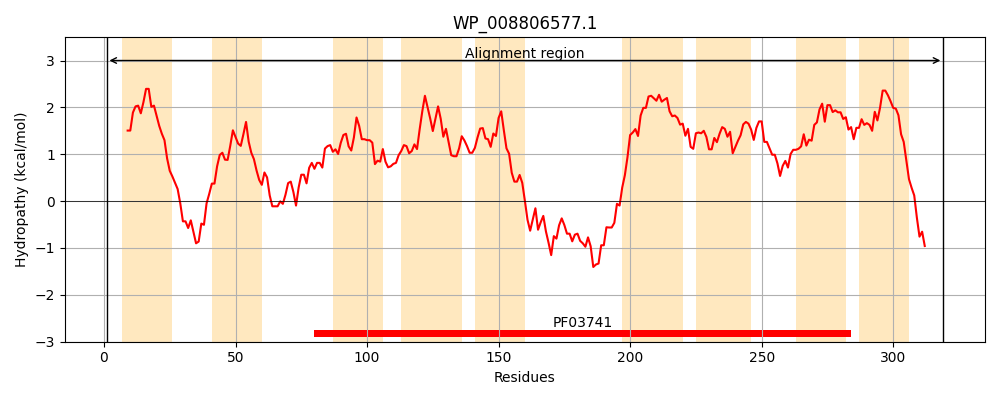 WP_008806577.1
Hydropathy (kcal/mol)
3
2
1
0
−1
−2
−3
Alignment region
PF03741
0
50
100
150
200
250
300
Residues